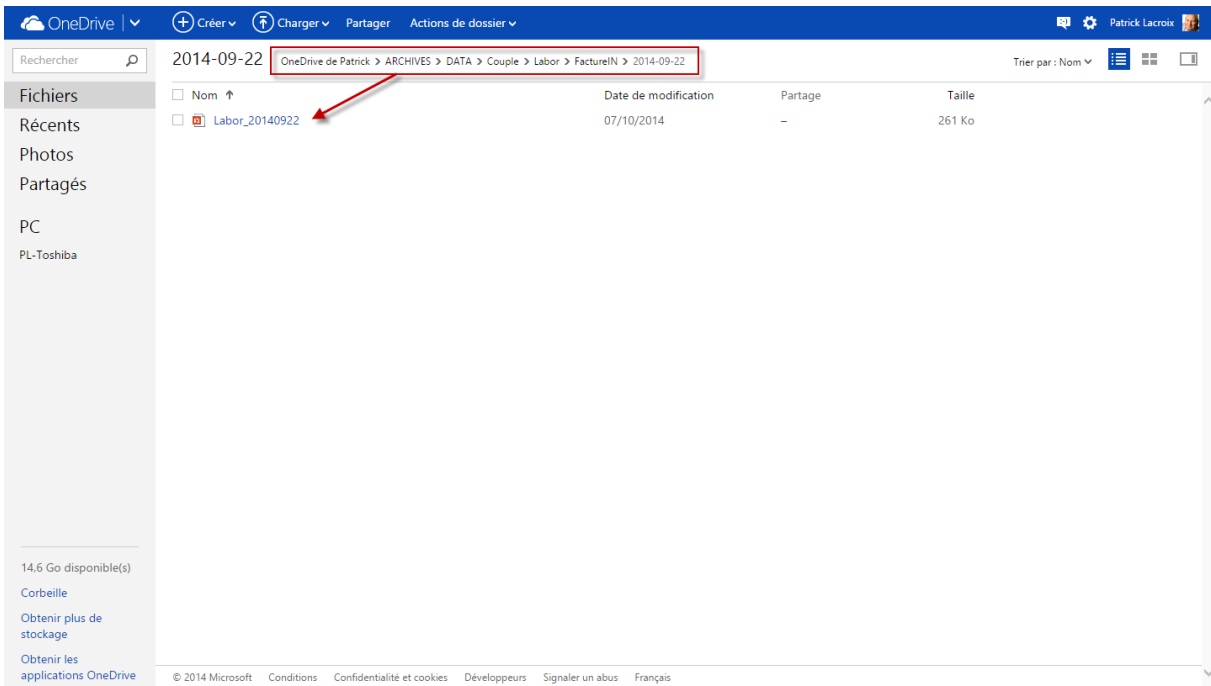 OneDrive
Créer
Charger
Partager
Actions de dossier
Patrick Lacroix
Rechercher
2014-09-22
OneDrive de Patrick > ARCHIVES > DATA > Couple > Labor > FactureIN > 2014-09-22
Trier par : Nom
Fichiers
Récents
Photos
Partagés
PC
PL-Toshiba
Nom ↑ Date de modification Partage Taille
Labor_20140922 07/10/2014 – 261 Ko
14,6 Go disponible(s)
Corbeille
Obtenir plus de
stockage
Obtenir les
applications OneDrive
© 2014 Microsoft Conditions Confidentialité et cookies Développeurs Signaler un abus Français